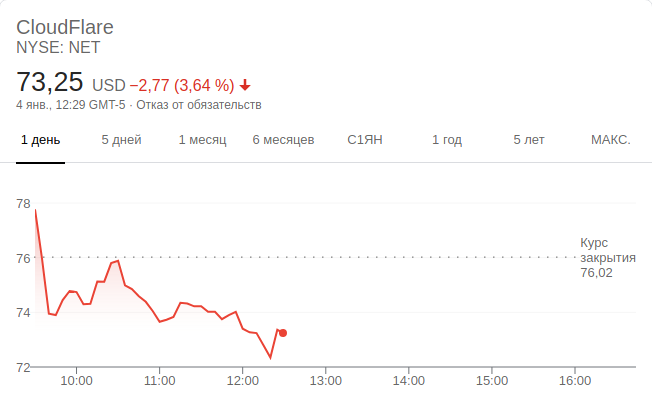 CloudFlare
NYSE: NET
73,25 USD −2,77 (3,64 %)
4 янв., 12:29 GMT-5 · Отказ от обязательств
1 день 5 дней 1 месяц 6 месяцев С1ЯН 1 год 5 лет МАКС.
78
76
74
72
Курс
закрытия
76,02
10:00 11:00 12:00 13:00 14:00 15:00 16:00